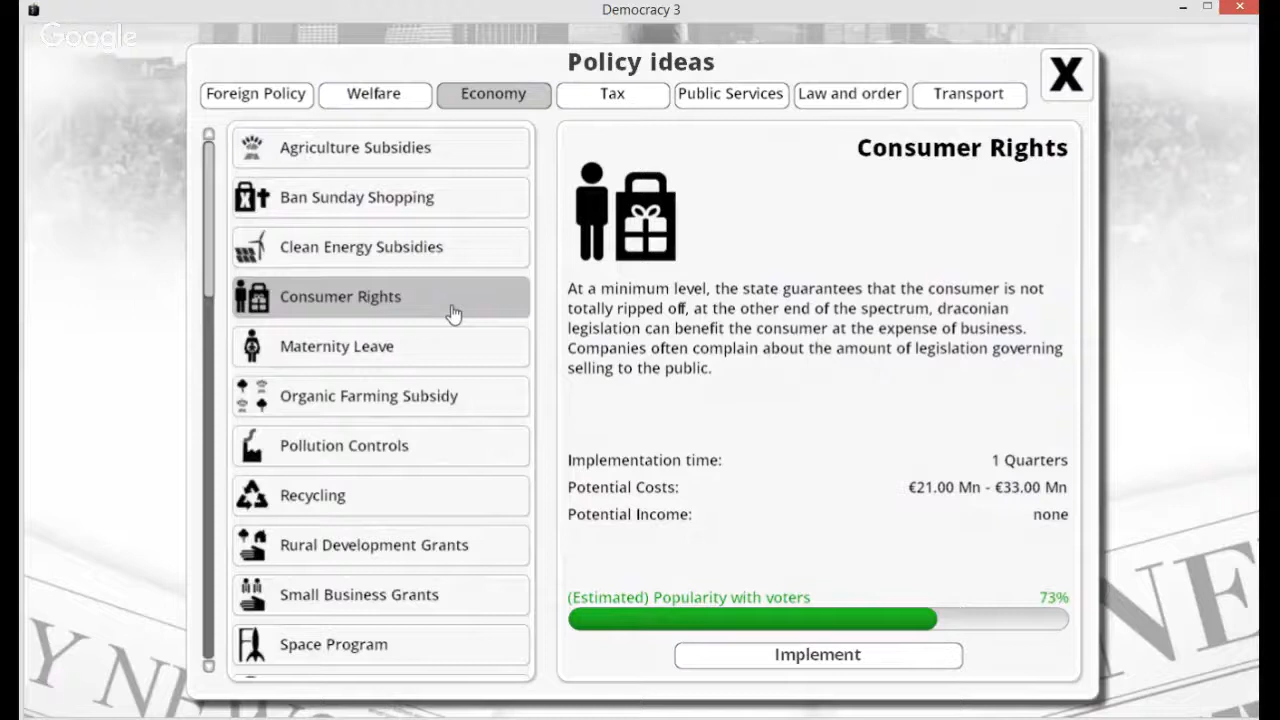 Democracy 3
Google
Policy ideas
X
Foreign Policy
Welfare
Economy
Tax
Public Services
Law and order
Transport
Agriculture Subsidies
Ban Sunday Shopping
Clean Energy Subsidies
Consumer Rights
Maternity Leave
Organic Farming Subsidy
Pollution Controls
Recycling
Rural Development Grants
Small Business Grants
Space Program
Consumer Rights
At a minimum level, the state guarantees that the consumer is not
totally ripped off, at the other end of the spectrum, draconian
legislation can benefit the consumer at the expense of business.
Companies often complain about the amount of legislation governing
selling to the public.
Implementation time: 1 Quarters
Potential Costs: €21.00 Mn - €33.00 Mn
Potential Income: none
(Estimated) Popularity with voters 73%
Implement